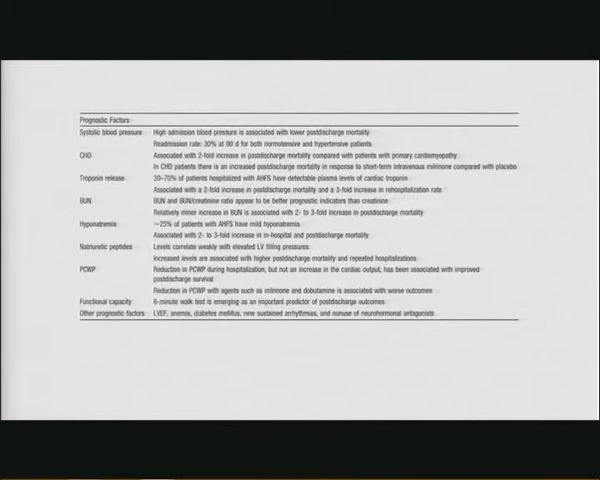 Prognostic Factors
Systolic blood pressure High admission blood pressure is associated with lower postdischarge mortality
Readmission rate: 30% at 90 d for both normotensive and hypertensive patients
CHD Associated with 2-fold increase in postdischarge mortality compared with patients with primary cardiomyopathy
In CHD patients there is an increased postdischarge mortality in response to short-term intravenous milrinone compared with placebo
Troponin release 30–70% of patients hospitalized with AHFS have detectable plasma levels of cardiac troponin
Associated with a 2-fold increase in postdischarge mortality and a 3-fold increase in rehospitalization rate
BUN BUN and BUN/creatinine ratio appear to be better prognostic indicators than creatinine
Relatively minor increase in BUN is associated with 2- to 3-fold increase in postdischarge mortality
Hyponatremia ~25% of patients with AHFS have mild hyponatremia
Associated with 2- to 3-fold increase in in-hospital and postdischarge mortality
Natriuretic peptides Levels correlate weakly with elevated LV filling pressures
Increased levels are associated with higher postdischarge mortality and repeated hospitalizations
PCWP Reduction in PCWP during hospitalization, but not an increase in the cardiac output, has been associated with improved
postdischarge survival
Reduction in PCWP with agents such as milrinone and dobutamine is associated with worse outcomes
Functional capacity 6-minute walk test is emerging as an important predictor of postdischarge outcomes
Other prognostic factors LVEF, anemia, diabetes mellitus, new sustained arrhythmias, and nonuse of neurohormonal antagonists